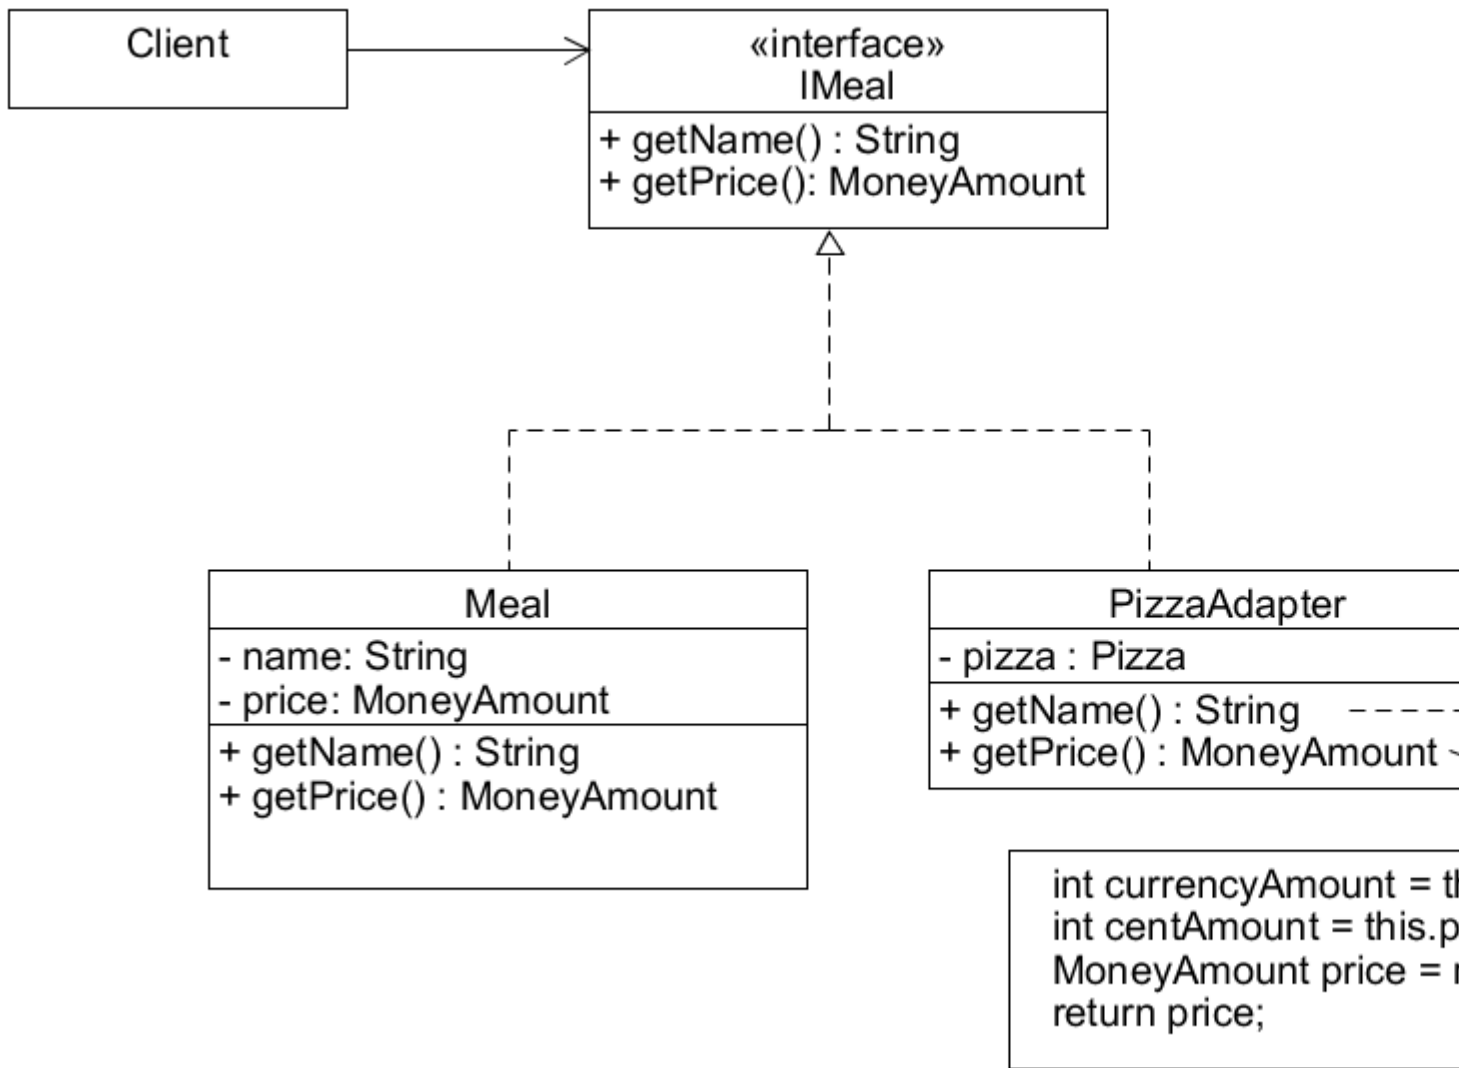 Client
«interface»
IMeal
+ getName() : String
+ getPrice(): MoneyAmount
Meal
- name: String
- price: MoneyAmount
+ getName() : String
+ getPrice() : MoneyAmount
PizzaAdapter
- pizza : Pizza
+ getName() : String
+ getPrice() : MoneyAmount
int currencyAmount =
int centAmount = this.p
MoneyAmount price =
return price;